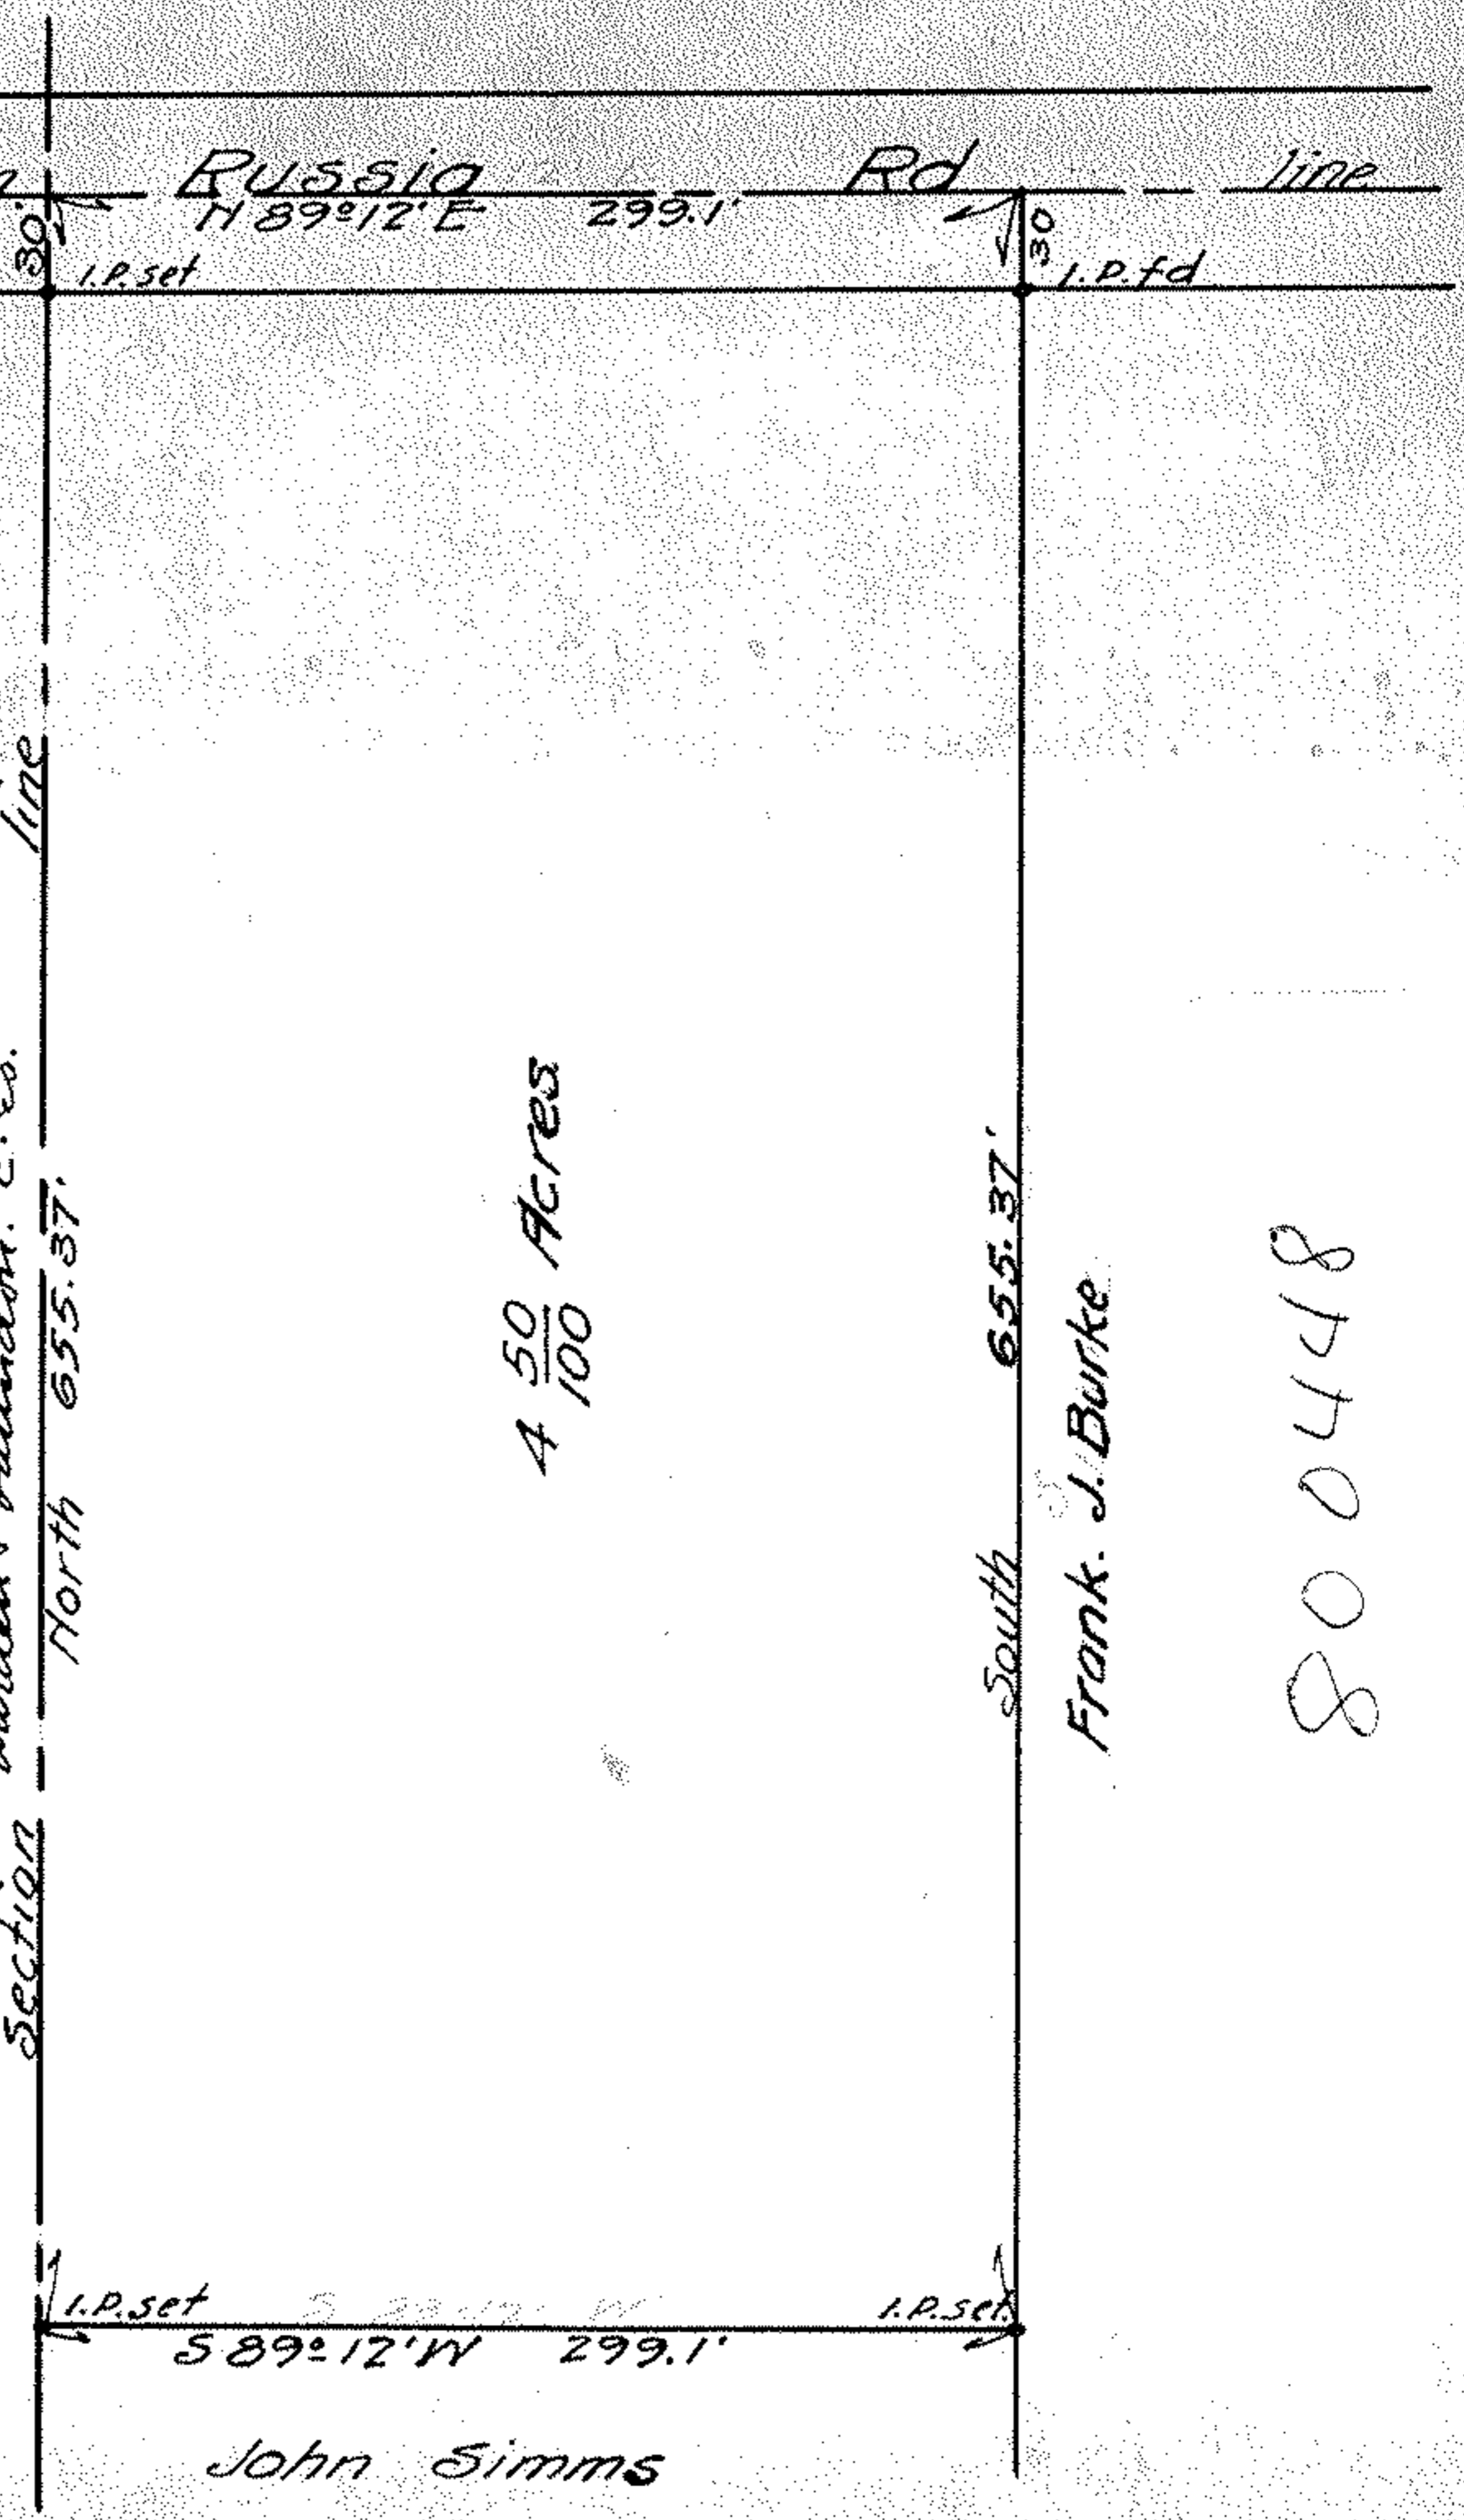 Russia Rd line
N 89° 12' E 299.1'
30'
30
I.P. set
I.P. fd
line
Section
North 655.37'
4 50/100 Acres
South 655.37'
Frank. J. Burke
800448
I.P. set
I.P. set
S 89° 12' W 299.1'
John Simms